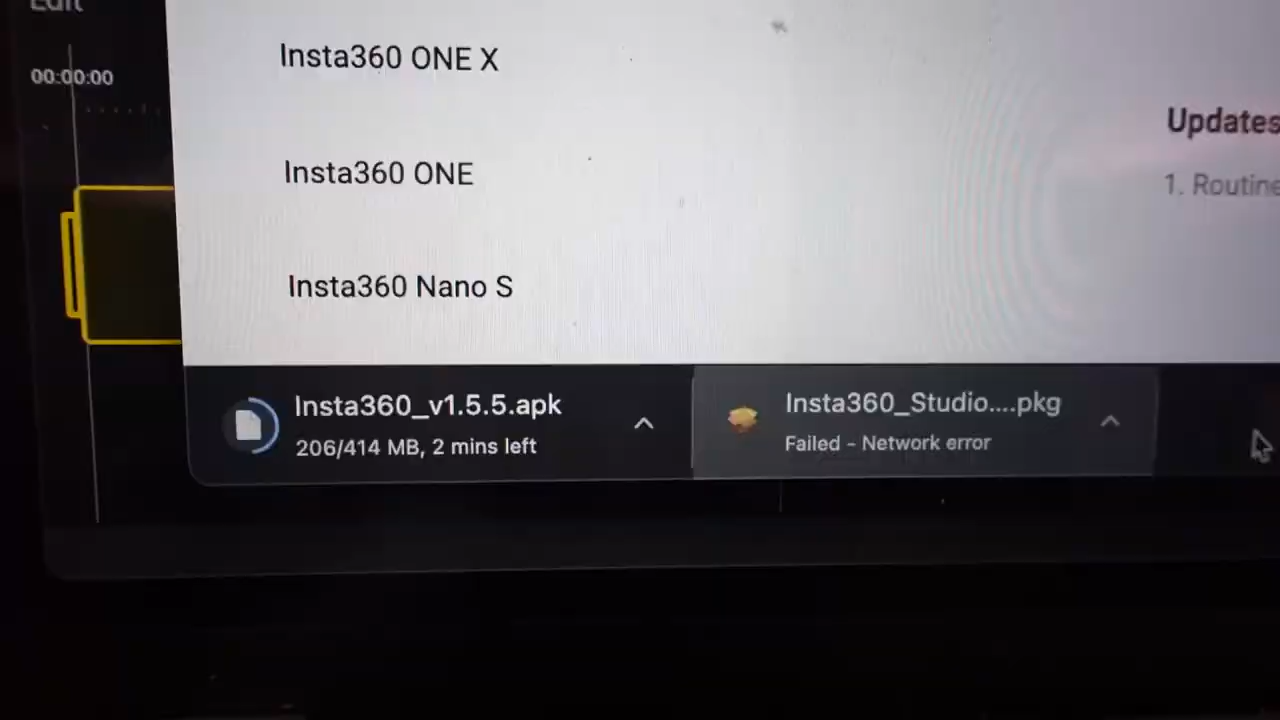 Edit
00:00:00
Insta360 ONE X
Insta360 ONE
Insta360 Nano S
Updates
1. Routine
Insta360_v1.5.5.apk
206/414 MB, 2 mins left
Insta360_Studio....pkg
Failed - Network error